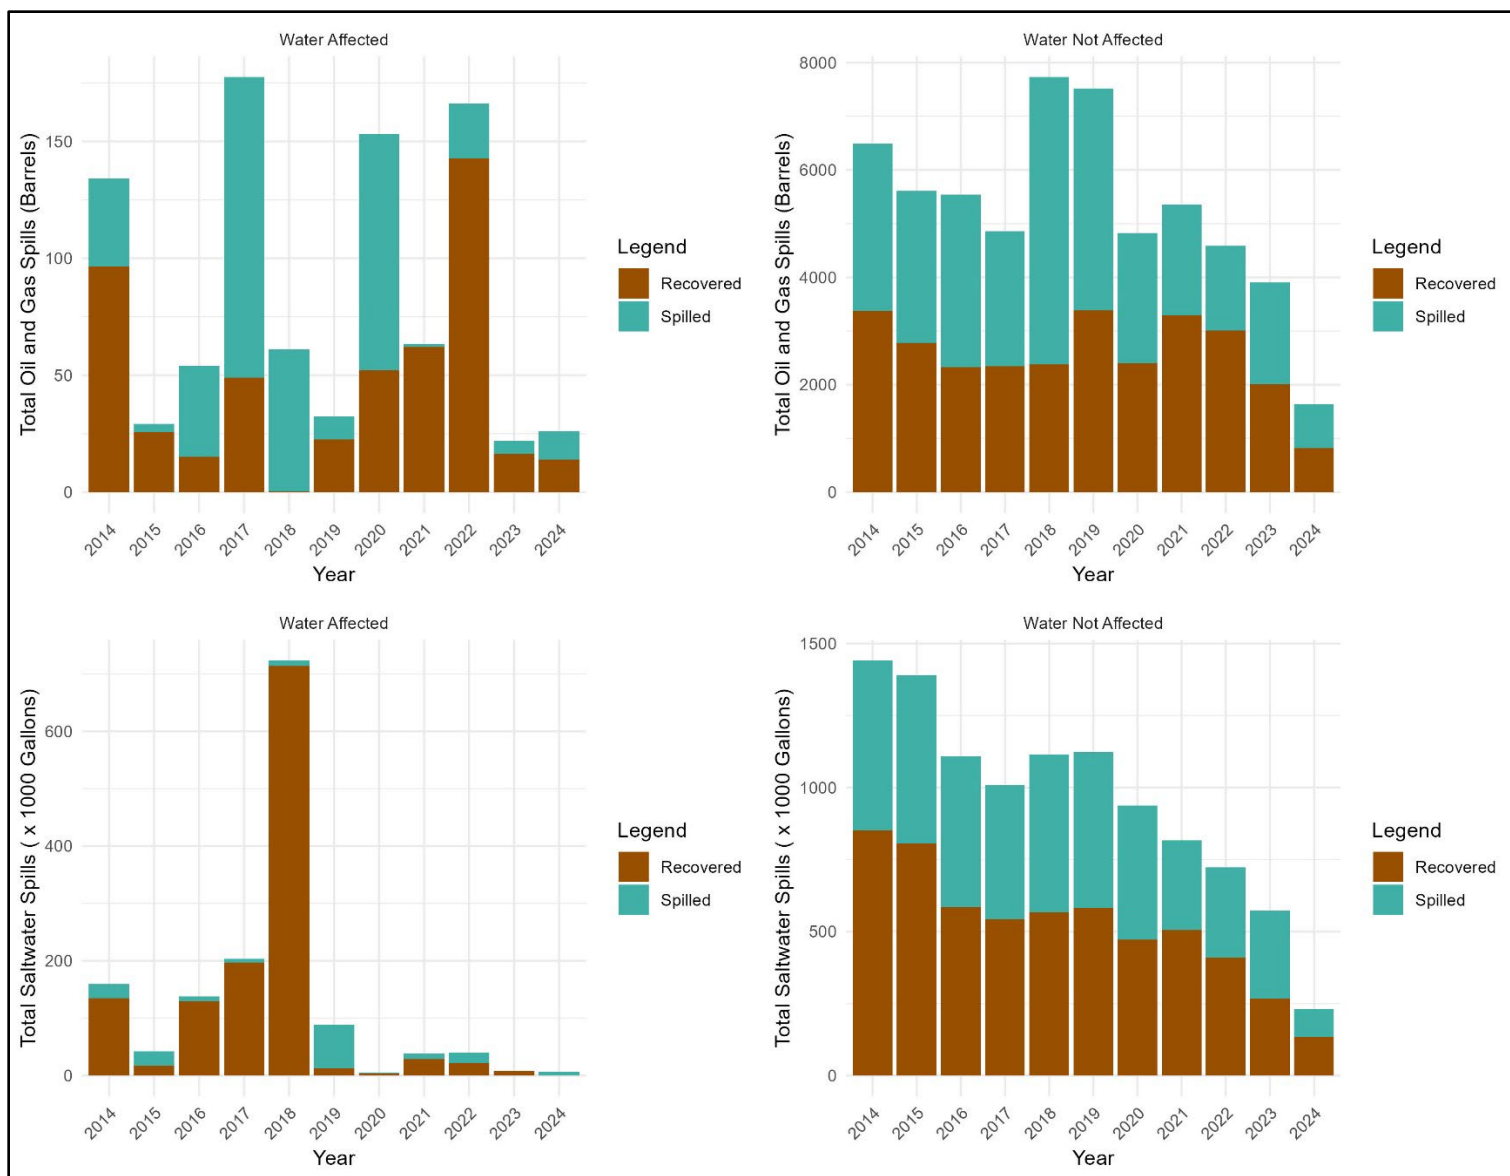 Water Affected
Total Oil and Gas Spills (Barrels)
150
100
50
0
2014 2015 2016 2017 2018 2019 2020 2021 2022 2023 2024
Year
Legend
Recovered
Spilled
Water Not Affected
Total Oil and Gas Spills (Barrels)
8000
6000
4000
2000
0
2014 2015 2016 2017 2018 2019 2020 2021 2022 2023 2024
Year
Legend
Recovered
Spilled
Water Affected
Total Saltwater Spills ( x 1000 Gallons)
600
400
200
0
2014 2015 2016 2017 2018 2019 2020 2021 2022 2023 2024
Year
Legend
Recovered
Spilled
Water Not Affected
Total Saltwater Spills ( x 1000 Gallons)
1500
1000
500
0
2014 2015 2016 2017 2018 2019 2020 2021 2022 2023 2024
Year
Legend
Recovered
Spilled